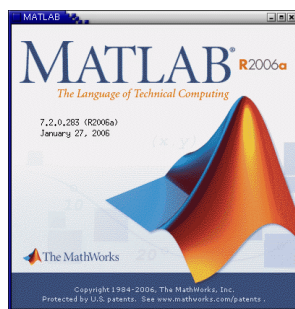 MATLAB
MATLAB® R2006a
The Language of Technical Computing
7.2.0.283 (R2006a)
January 27, 2006
The MathWorks
Copyright 1984-2006, The MathWorks, Inc.
Protected by U.S. patents. See www.mathworks.com/patents .